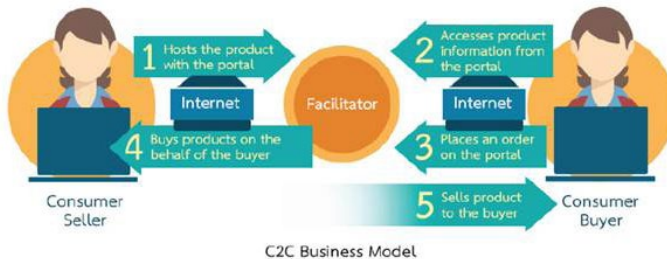 1 Hosts the product
with the portal
2 Accesses product
information from
the portal
Internet
Facilitator
Internet
4 Buys products on the
behalf of the buyer
3 Places an order
on the portal
5 Sells product
to the buyer
Consumer
Seller
Consumer
Buyer
C2C Business Model